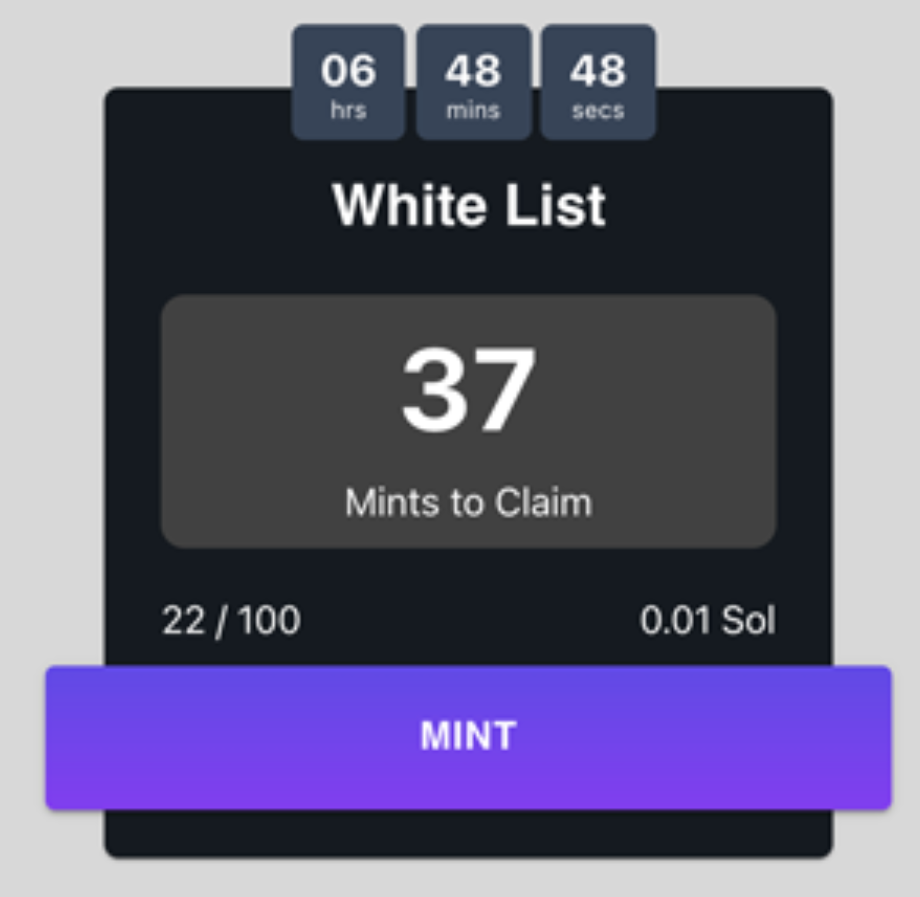 06 48 48
hrs mins secs
White List
37
Mints to Claim
22 / 100 0.01 Sol
MINT